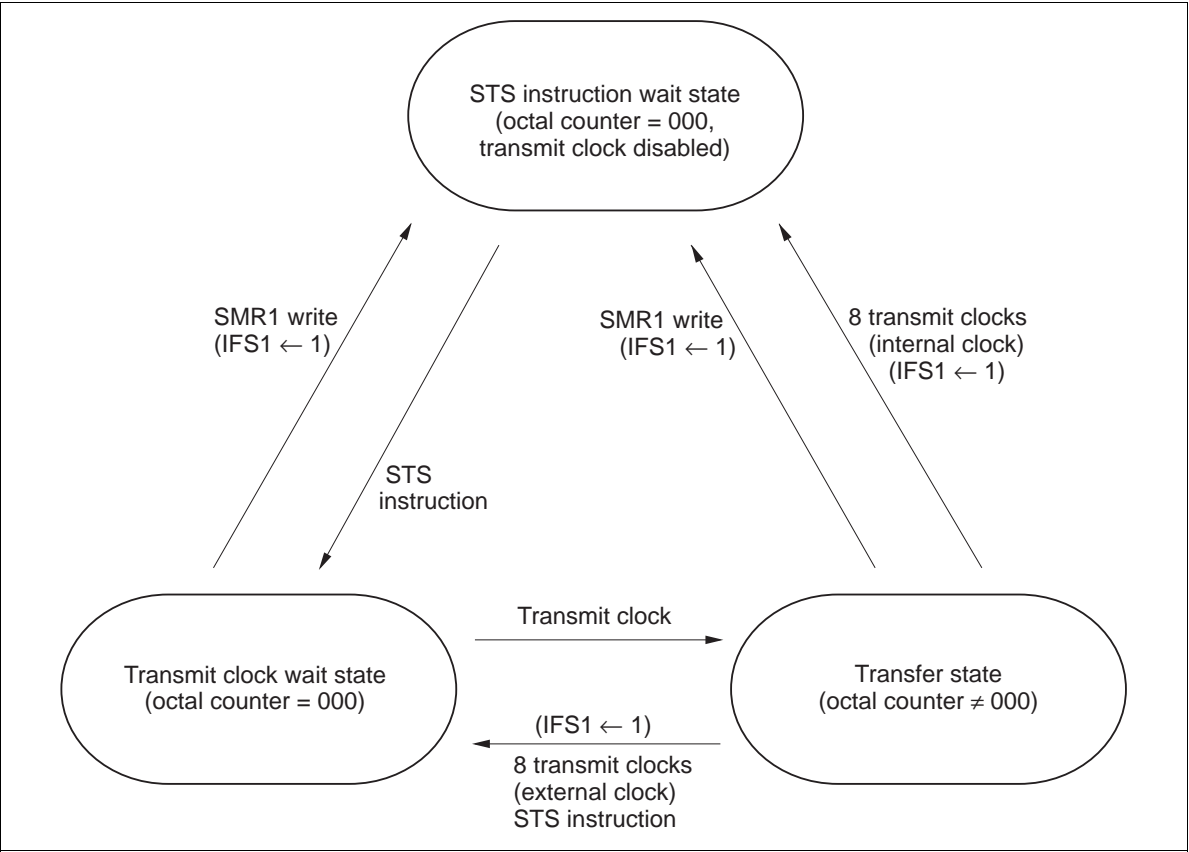 STS instruction wait state
(octal counter = 000,
transmit clock disabled)
SMR1 write
(IFS1 ← 1)
SMR1 write
(IFS1 ← 1)
8 transmit clocks
(internal clock)
(IFS1 ← 1)
STS
instruction
Transmit clock
Transmit clock wait state
(octal counter = 000)
Transfer state
(octal counter ≠ 000)
(IFS1 ← 1)
8 transmit clocks
(external clock)
STS instruction